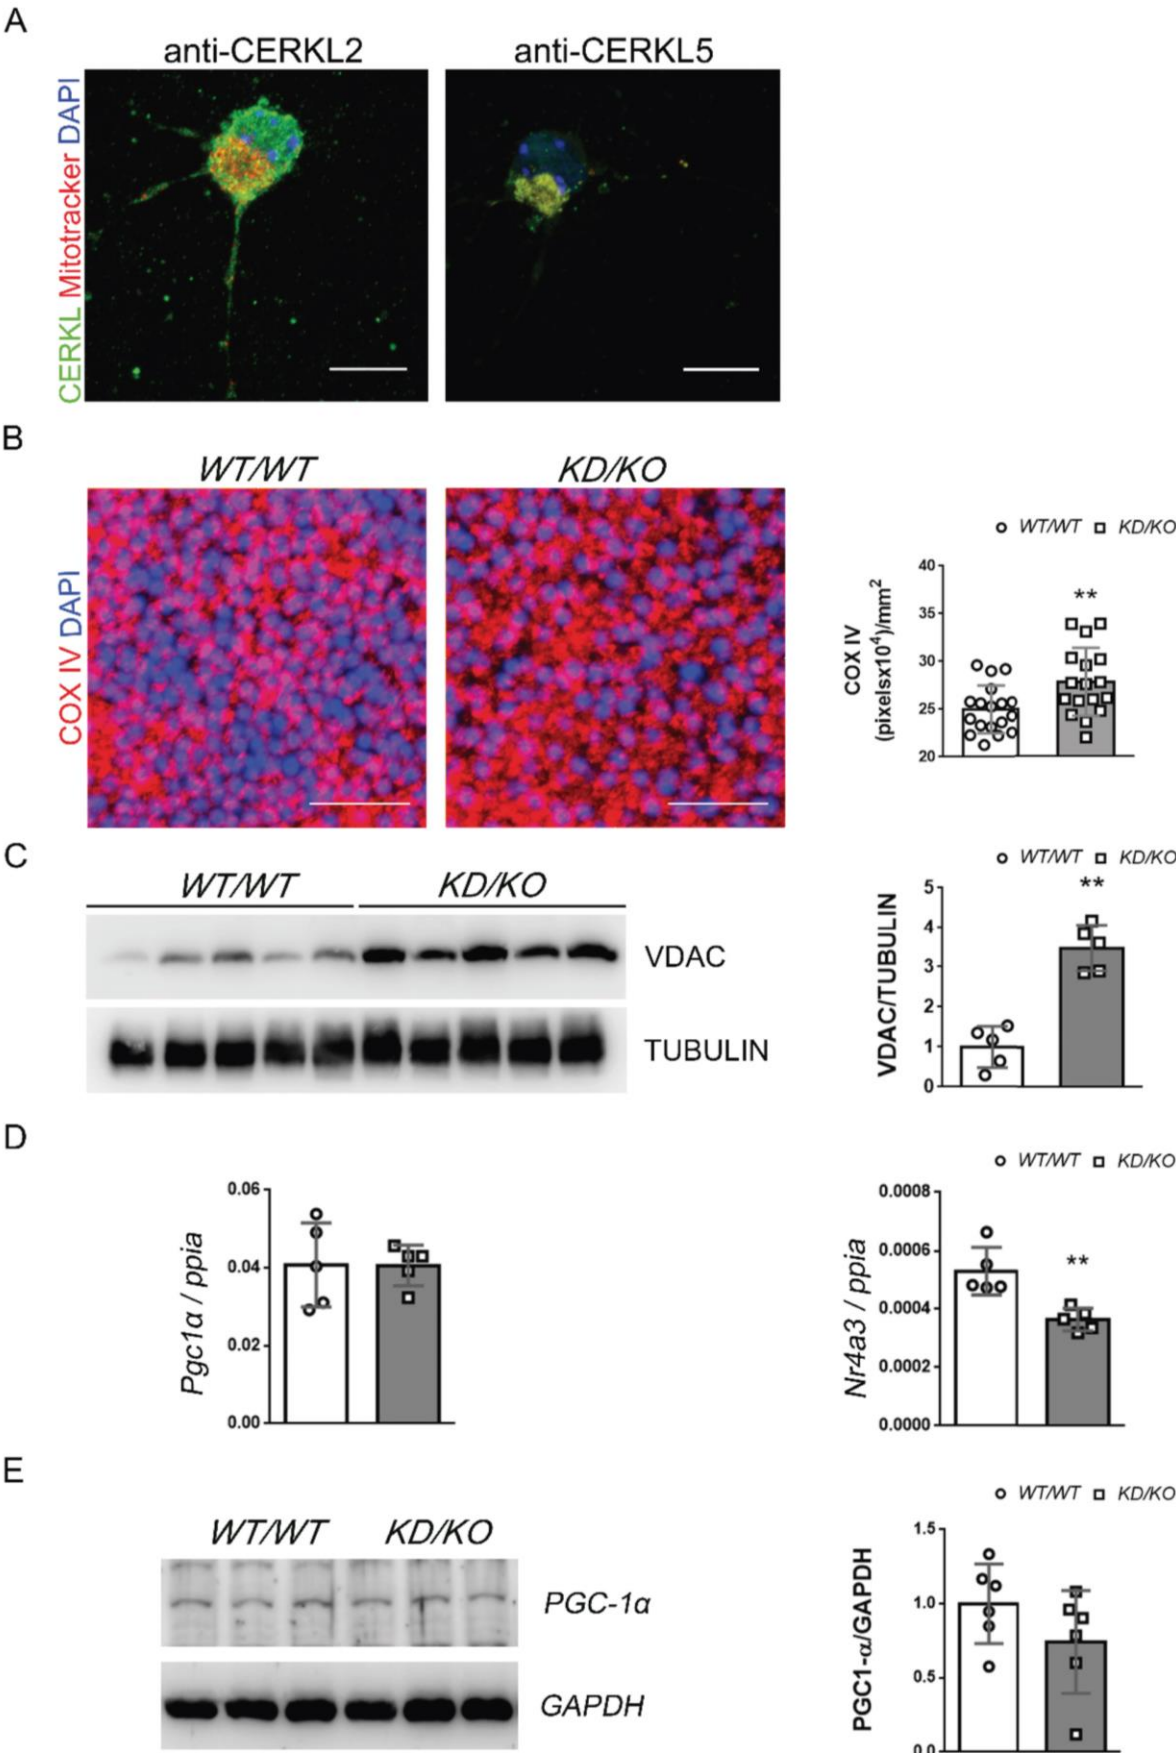 A
anti-CERKL2
anti-CERKL5
CERKL Mitotracker DAPI
B
WT/WT
KD/KO
COX IV DAPI
WT/WT KD/KO
COX IV
(pixelsx10⁴)/mm²
**
40
35
30
25
20
C
WT/WT
KD/KO
VDAC
TUBULIN
WT/WT KD/KO
**
VDAC/TUBULIN
5
4
3
2
1
0
D
Pgc1α / ppia
0.06
0.04
0.02
0.00
WT/WT KD/KO
Nr4a3 / ppia
**
0.0008
0.0006
0.0004
0.0002
0.0000
E
WT/WT
KD/KO
PGC-1α
GAPDH
WT/WT KD/KO
PGC1-α/GAPDH
1.5
1.0
0.5
0.0